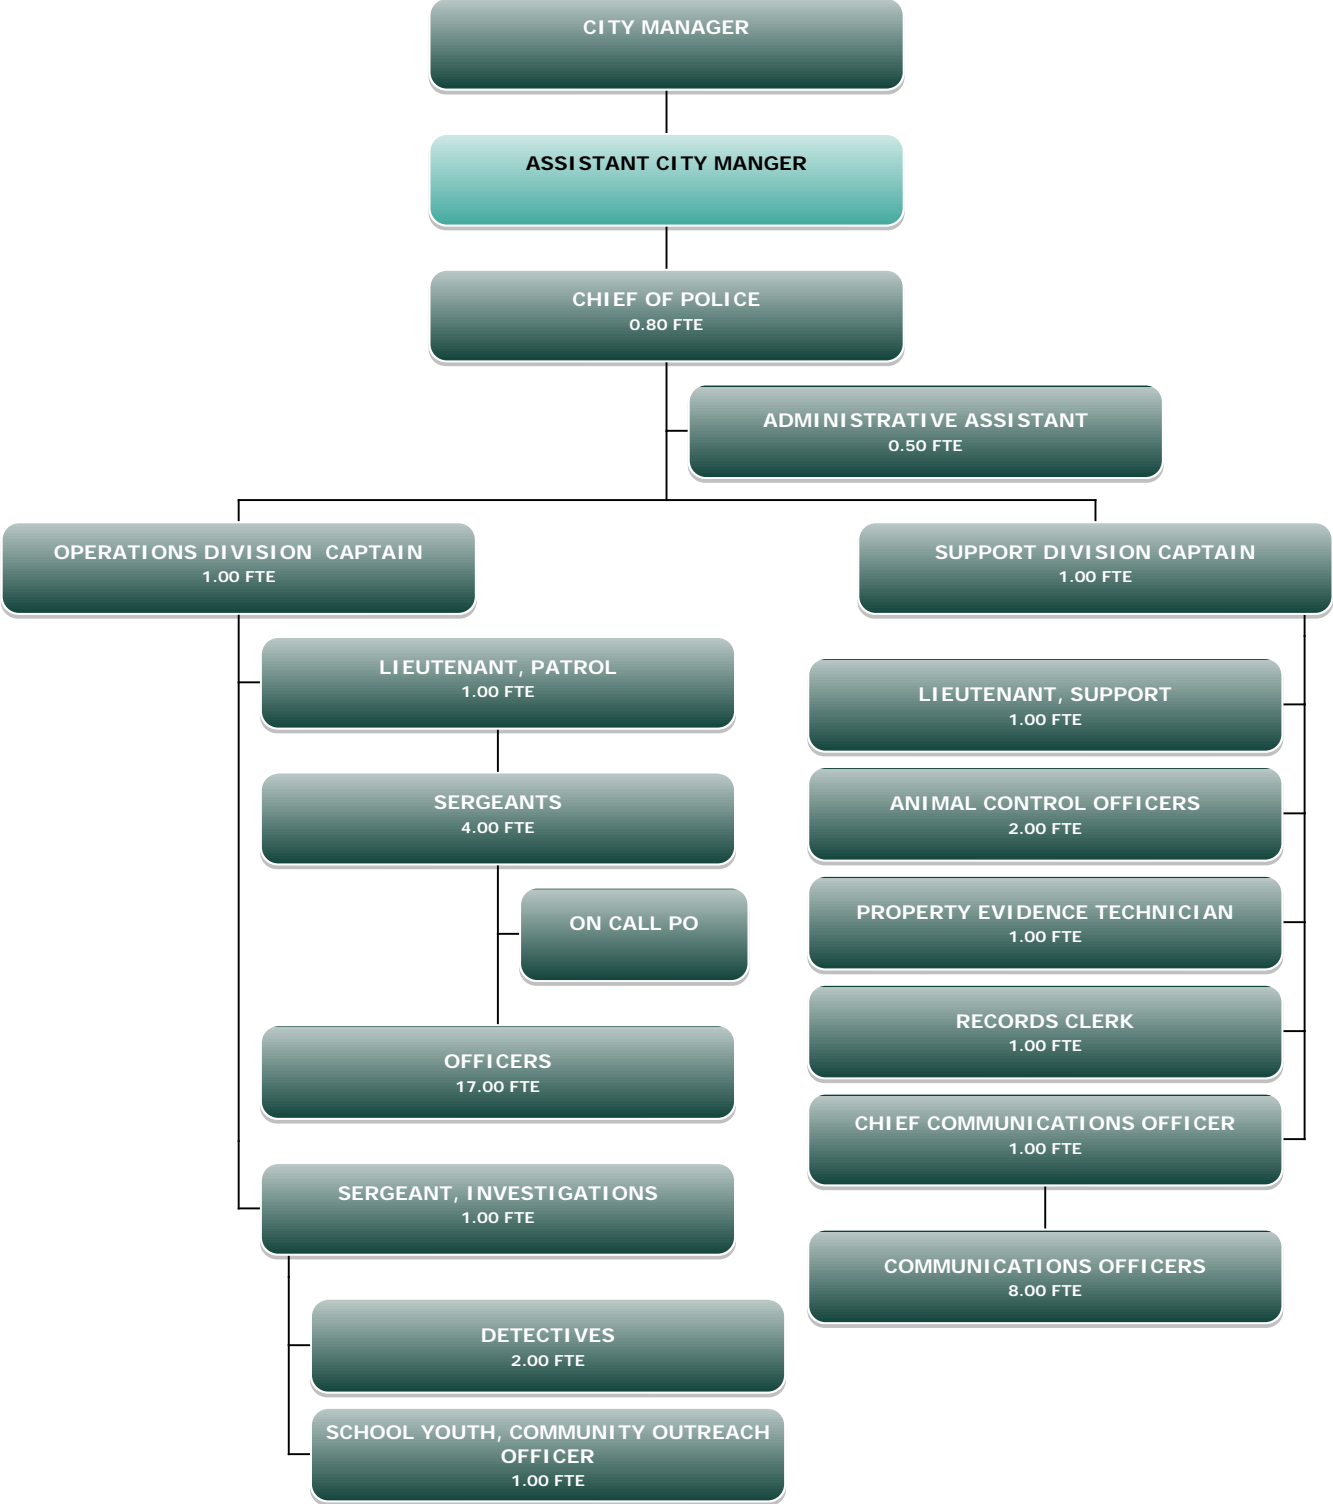 CITY MANAGER
ASSISTANT CITY MANGER
CHIEF OF POLICE
0.80 FTE
ADMINISTRATIVE ASSISTANT
0.50 FTE
OPERATIONS DIVISION CAPTAIN
1.00 FTE
LIEUTENANT, PATROL
1.00 FTE
SERGEANTS
4.00 FTE
ON CALL PO
OFFICERS
17.00 FTE
SERGEANT, INVESTIGATIONS
1.00 FTE
DETECTIVES
2.00 FTE
SCHOOL YOUTH, COMMUNITY OUTREACH
OFFICER
1.00 FTE
SUPPORT DIVISION CAPTAIN
1.00 FTE
LIEUTENANT, SUPPORT
1.00 FTE
ANIMAL CONTROL OFFICERS
2.00 FTE
PROPERTY EVIDENCE TECHNICIAN
1.00 FTE
RECORDS CLERK
1.00 FTE
CHIEF COMMUNICATIONS OFFICER
1.00 FTE
COMMUNICATIONS OFFICERS
8.00 FTE